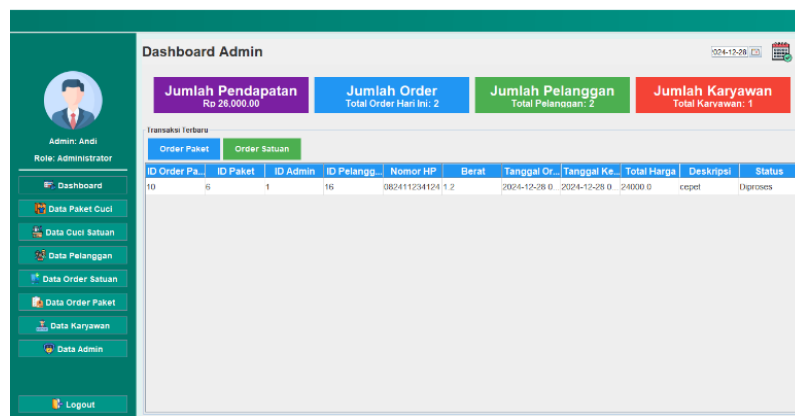 Dashboard Admin
2024-12-28
Jumlah Pendapatan
Rp 26.000.00
Jumlah Order
Total Order Hari Ini: 2
Jumlah Pelanggan
Total Pelanggan: 2
Jumlah Karyawan
Total Karyawan: 1
Admin: Andi
Role: Administrator
Dashboard
Data Paket Cuci
Data Cuci Satuan
Data Pelanggan
Data Order Satuan
Data Order Paket
Data Karyawan
Data Admin
Logout
Transaksi Terbaru
Order Paket Order Satuan
ID Order Pa... ID Paket ID Admin ID Pelangg... Nomor HP Berat Tanggal Or... Tanggal Ke... Total Harga Deskripsi Status
10 6 1 16 082411234124 1.2 2024-12-28 0... 2024-12-28 0... 24000.0 cepet Diproses